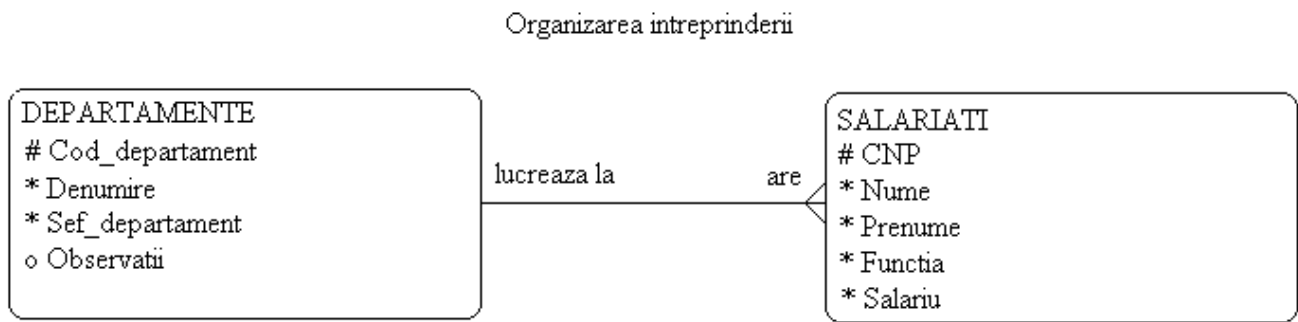 Organizarea intreprinderii
DEPARTAMENTE
# Cod_departament
* Denumire
* Sef_departament
o Observatii
lucreaza la
are
SALARIATI
# CNP
* Nume
* Prenume
* Functia
* Salariu